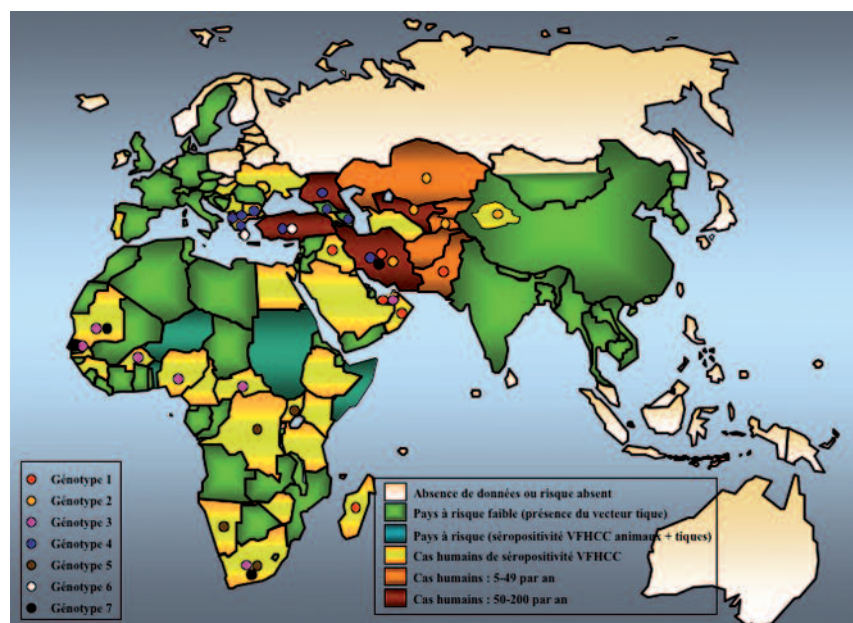 Génotype 1
Génotype 2
Génotype 3
Génotype 4
Génotype 5
Génotype 6
Génotype 7
Absence de données ou risque absent
Pays à risque faible (présence du vecteur tique)
Pays à risque (séropositivité VFHCC animaux + tiques)
Cas humains de séropositivité VFHCC
Cas humains : 5-49 par an
Cas humains : 50-200 par an